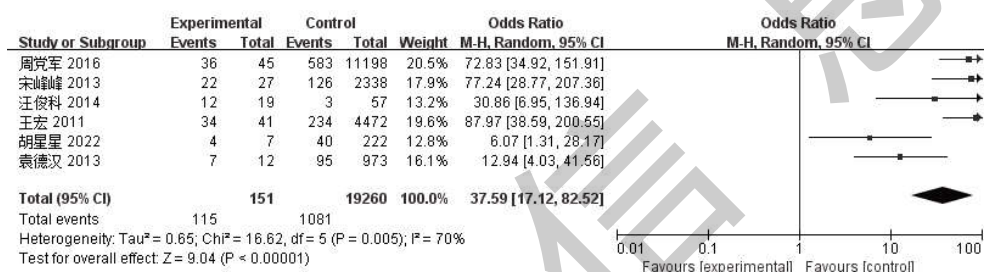 Experimental Control Odds Ratio Odds Ratio
Study or Subgroup Events Total Events Total Weight M-H, Random, 95% CI M-H, Random, 95% CI
周党军 2016 36 45 583 11198 20.5% 72.83 [34.92, 151.91]
宋峰峰 2013 22 27 126 2338 17.9% 77.24 [28.77, 207.36]
汪俊科 2014 12 19 3 57 13.2% 30.86 [6.95, 136.94]
王宏 2011 34 41 234 4472 19.6% 87.97 [38.59, 200.55]
胡星星 2022 4 7 40 222 12.8% 6.07 [1.31, 28.17]
袁德汉 2013 7 12 95 973 16.1% 12.94 [4.03, 41.56]
Total (95% CI) 151 19260 100.0% 37.59 [17.12, 82.52]
Total events 115 1081
Heterogeneity: Tau² = 0.65; Chi² = 16.62, df = 5 (P = 0.005); I² = 70%
Test for overall effect: Z = 9.04 (P < 0.00001)
0.01 0.1 1 10 100
Favours [experimental] Favours [control]
信